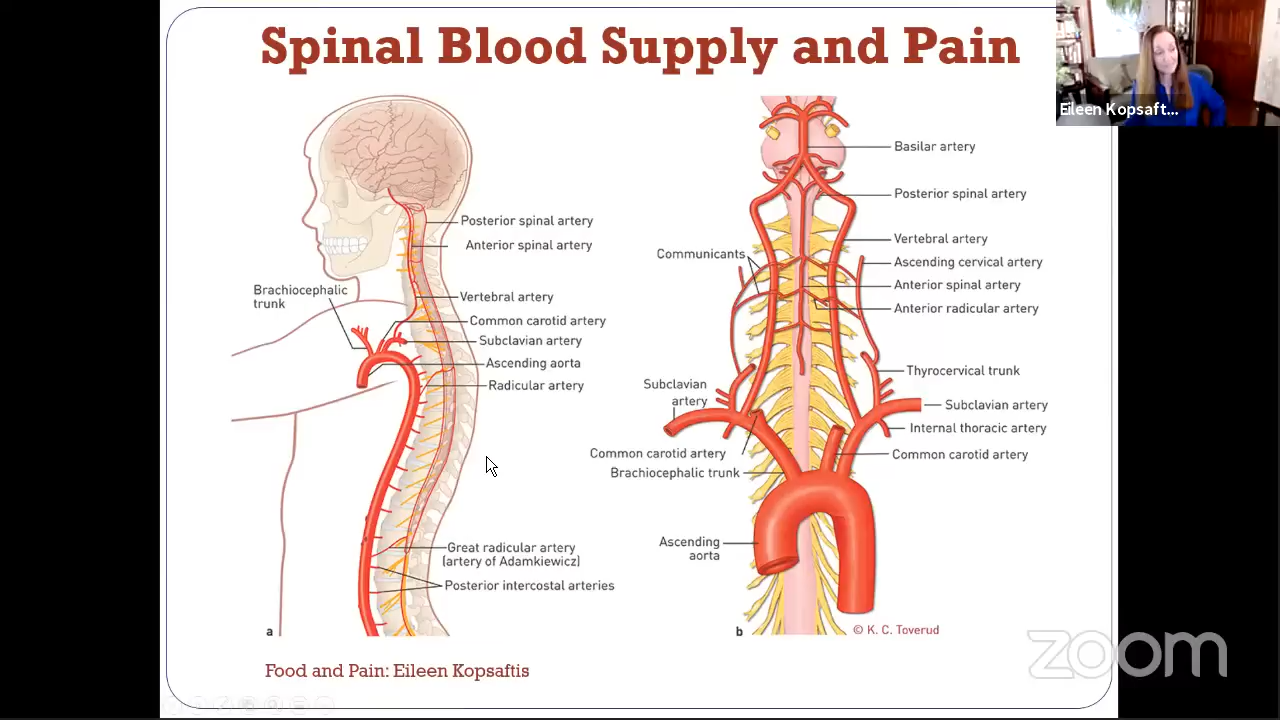 Spinal Blood Supply and Pain
Eileen Kopsaft...
Posterior spinal artery
Anterior spinal artery
Brachiocephalic
trunk
Vertebral artery
Common carotid artery
Subclavian artery
Ascending aorta
Radicular artery
Great radicular artery
(artery of Adamkiewicz)
Posterior intercostal arteries
a
Basilar artery
Posterior spinal artery
Vertebral artery
Communicants
Ascending cervical artery
Anterior spinal artery
Anterior radicular artery
Thyrocervical trunk
Subclavian
artery
Subclavian artery
Internal thoracic artery
Common carotid artery
Common carotid artery
Brachiocephalic trunk
Ascending
aorta
b
© K. C. Toverud
Food and Pain: Eileen Kopsaftis
zoom